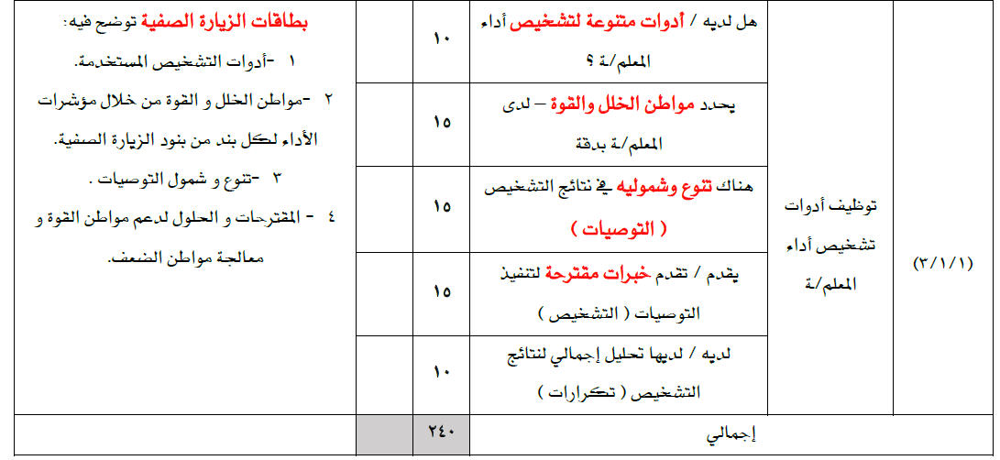 (٣/١/١)
توظيف أدوات
تشخيص أداء
المعلم/ـة
هل لديه / أدوات متنوعة لتشخيص أداء
المعلم/ـة ؟
١٠
يحدد مواطن الخلل والقوة – لدى
المعلم/ـة بدقة
١٥
هناك تنوع وشموليه في نتائج التشخيص
( التوصيات )
١٥
يقدم / تقدم خبرات مقترحة لتنفيذ
التوصيات ( التشخيص )
١٥
لديه / لديها تحليل إجمالي لنتائج
التشخيص ( تكرارات )
١٠
بطاقات الزيارة الصفية توضح فيه:
١ -أدوات التشخيص المستخدمة.
٢ -مواطن الخلل و القوة من خلال مؤشرات
الأداء لكل بند من بنود الزيارة الصفية.
٣ -تنوع و شمول التوصيات .
٤ - المقترحات و الحلول لدعم مواطن القوة و
معالجة مواطن الضعف.
إجمالي
٢٤٠